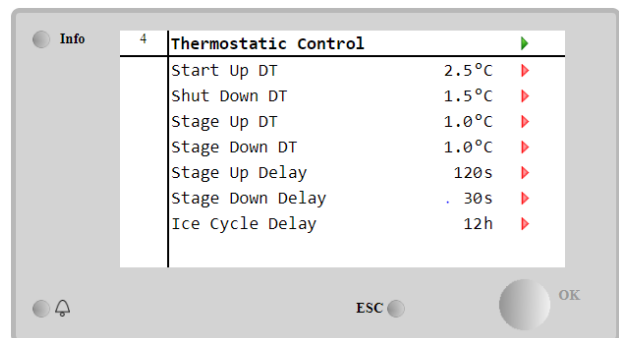 Info
4 Thermostatic Control
Start Up DT 2.5°C
Shut Down DT 1.5°C
Stage Up DT 1.0°C
Stage Down DT 1.0°C
Stage Up Delay 120s
Stage Down Delay . 30s
Ice Cycle Delay 12h
ESC
OK